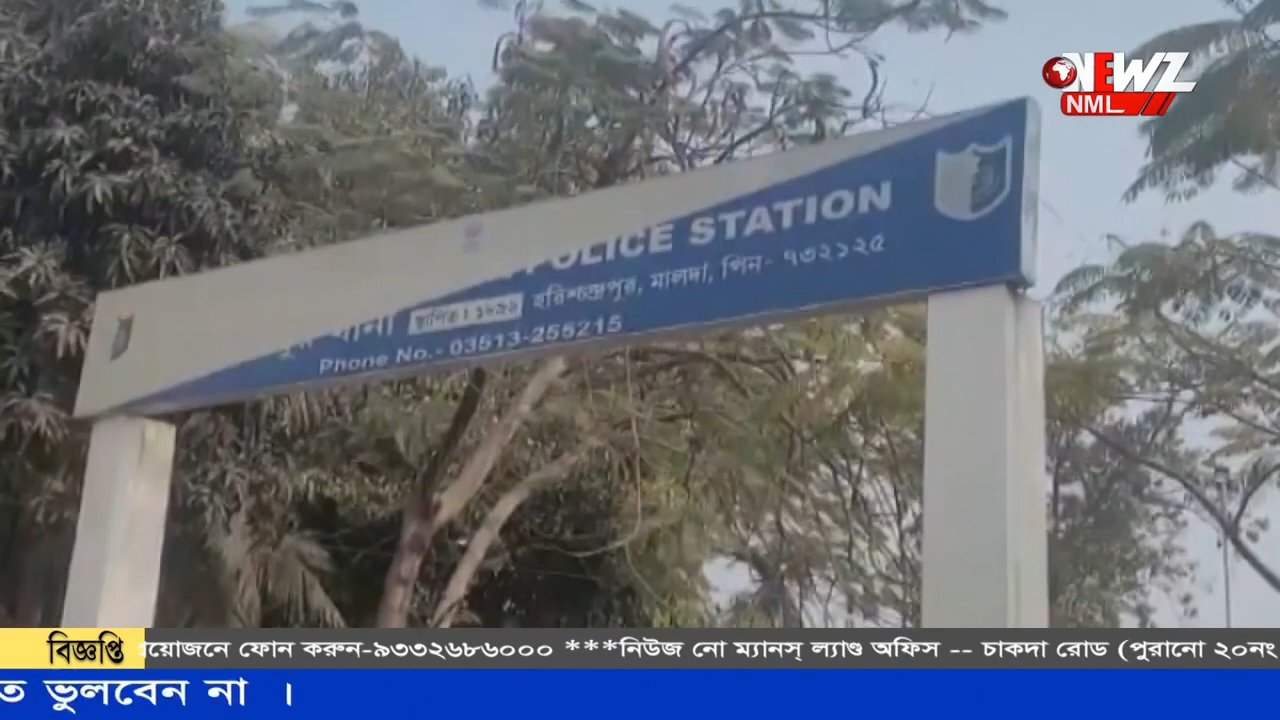 NEWZ
NML
POLICE STATION
থানা স্থাপিতঃ ১৮৯৬ হরিশ্চন্দ্রপুর, মালদা, পিন- ৭৩২১২৫
Phone No.- 03513-255215
বিজ্ঞপ্তি য়োজনে ফোন করুন-৯৩৩২৬৮৬০০০ ***নিউজ নো ম্যানস্ ল্যাণ্ড অফিস -- চাকদা রোড (পুরানো ২০নং
ত ভুলবেন না ।